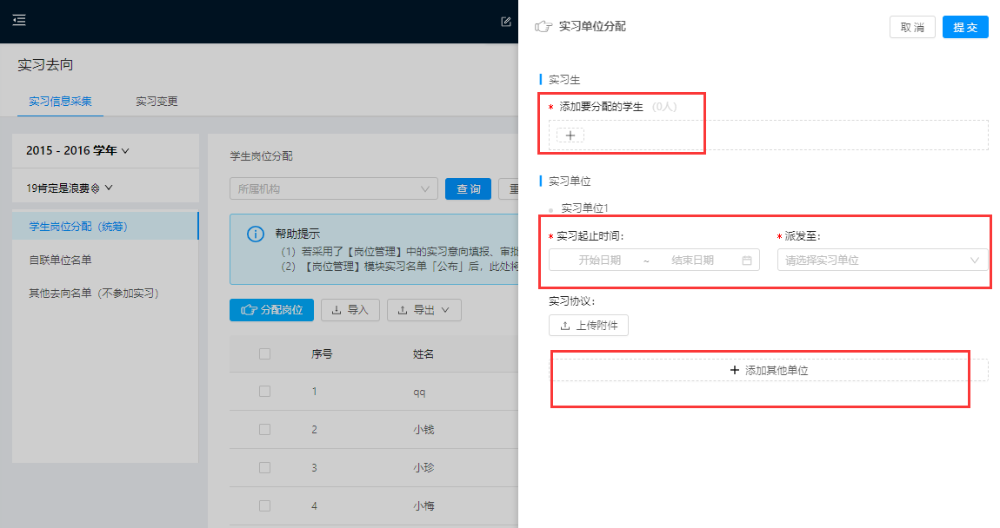 实习去向
实习信息采集
实习变更
2015 - 2016 学年
19肯定是浪费
学生岗位分配（统筹）
自联单位名单
其他去向名单（不参加实习）
学生岗位分配
所属机构
查 询
重
帮助提示
（1）若采用了【岗位管理】中的实习意向填报、审批
（2）【岗位管理】模块实习名单「公布」后，此处将
分配岗位
导入
导出
序号
姓名
1
qq
2
小钱
3
小珍
4
小梅
实习单位分配
取 消
提 交
实习生
* 添加要分配的学生 (0人)
+
实习单位
实习单位1
* 实习起止时间:
* 派发至:
开始日期 ~ 结束日期
请选择实习单位
实习协议:
上传附件
+ 添加其他单位